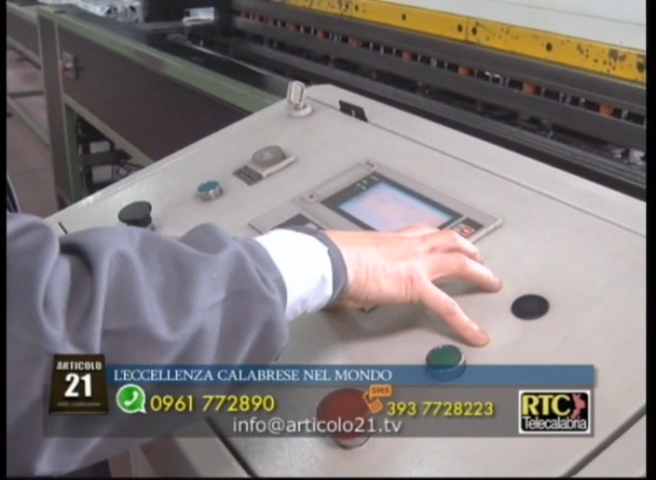 ARTICOLO
21
L'ECCELLENZA CALABRESE NEL MONDO
0961 772890
SMS
393 7728223
info@articolo21.tv
RTC
Telecalabria